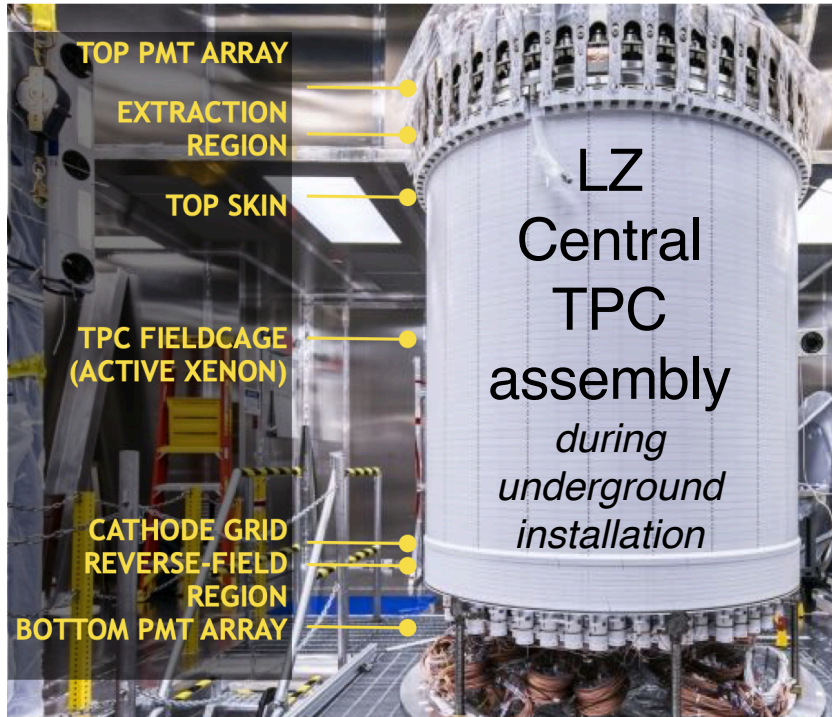 TOP PMT ARRAY
EXTRACTION
REGION
TOP SKIN
TPC FIELDCAGE
(ACTIVE XENON)
CATHODE GRID
REVERSE-FIELD
REGION
BOTTOM PMT ARRAY
LZ
Central
TPC
assembly
during
underground
installation